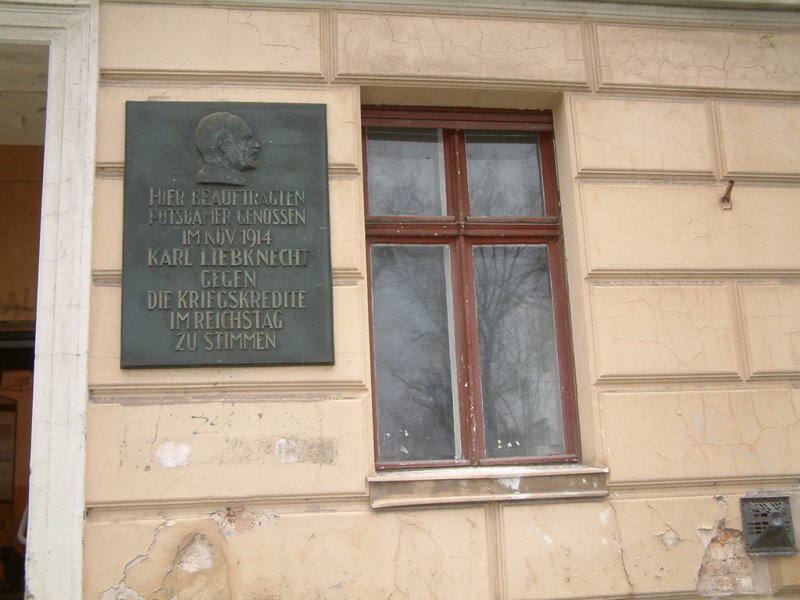 HIER BEAUFTRAGTEN
POTSDAMER GENOSSEN
IM NOV. 1914
KARL LIEBKNECHT
GEGEN
DIE KRIEGSKREDITE
IM REICHSTAG
ZU STIMMEN